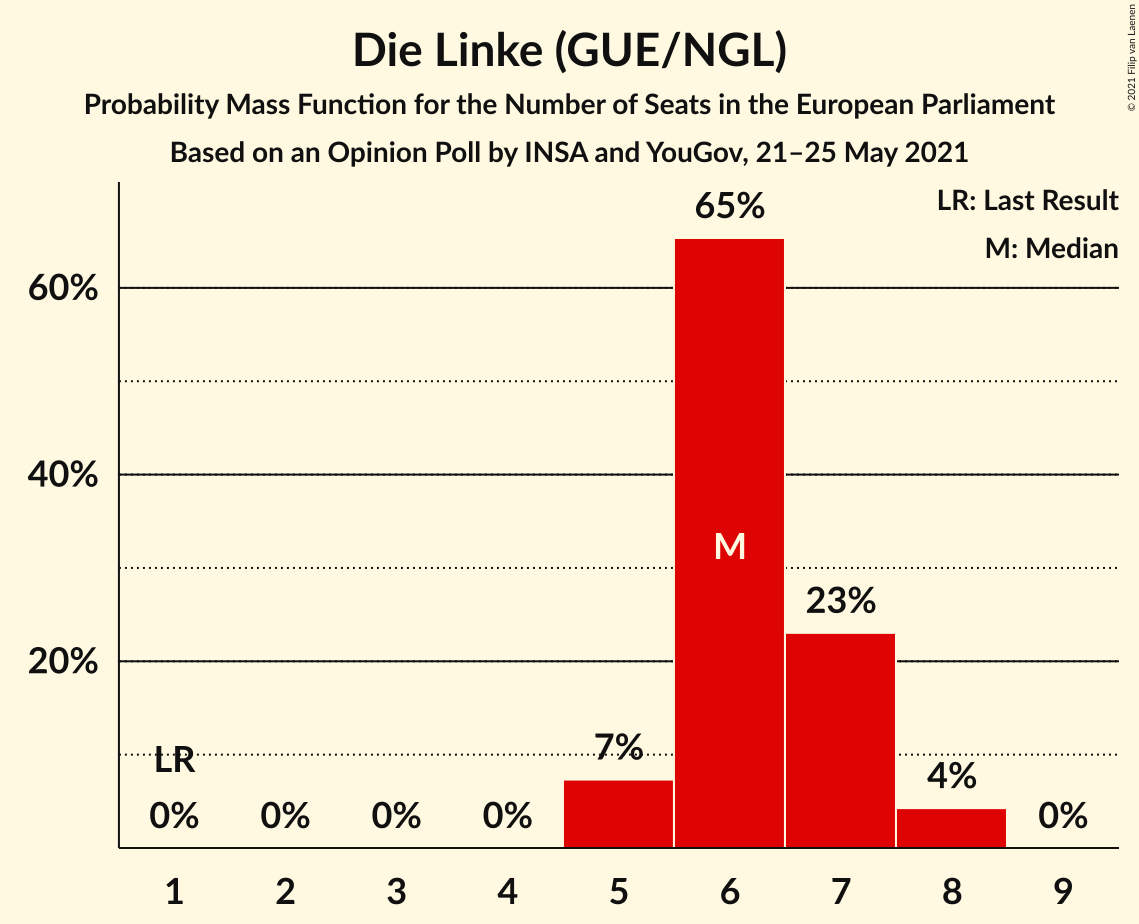 Die Linke (GUE/NGL)
Probability Mass Function for the Number of Seats in the European Parliament
Based on an Opinion Poll by INSA and YouGov, 21–25 May 2021
© 2021 Filip van Laenen
LR: Last Result
M: Median
65%
60%
40%
M
23%
20%
LR
7%
4%
0%
0%
0%
0%
0%
1
2
3
4
5
6
7
8
9